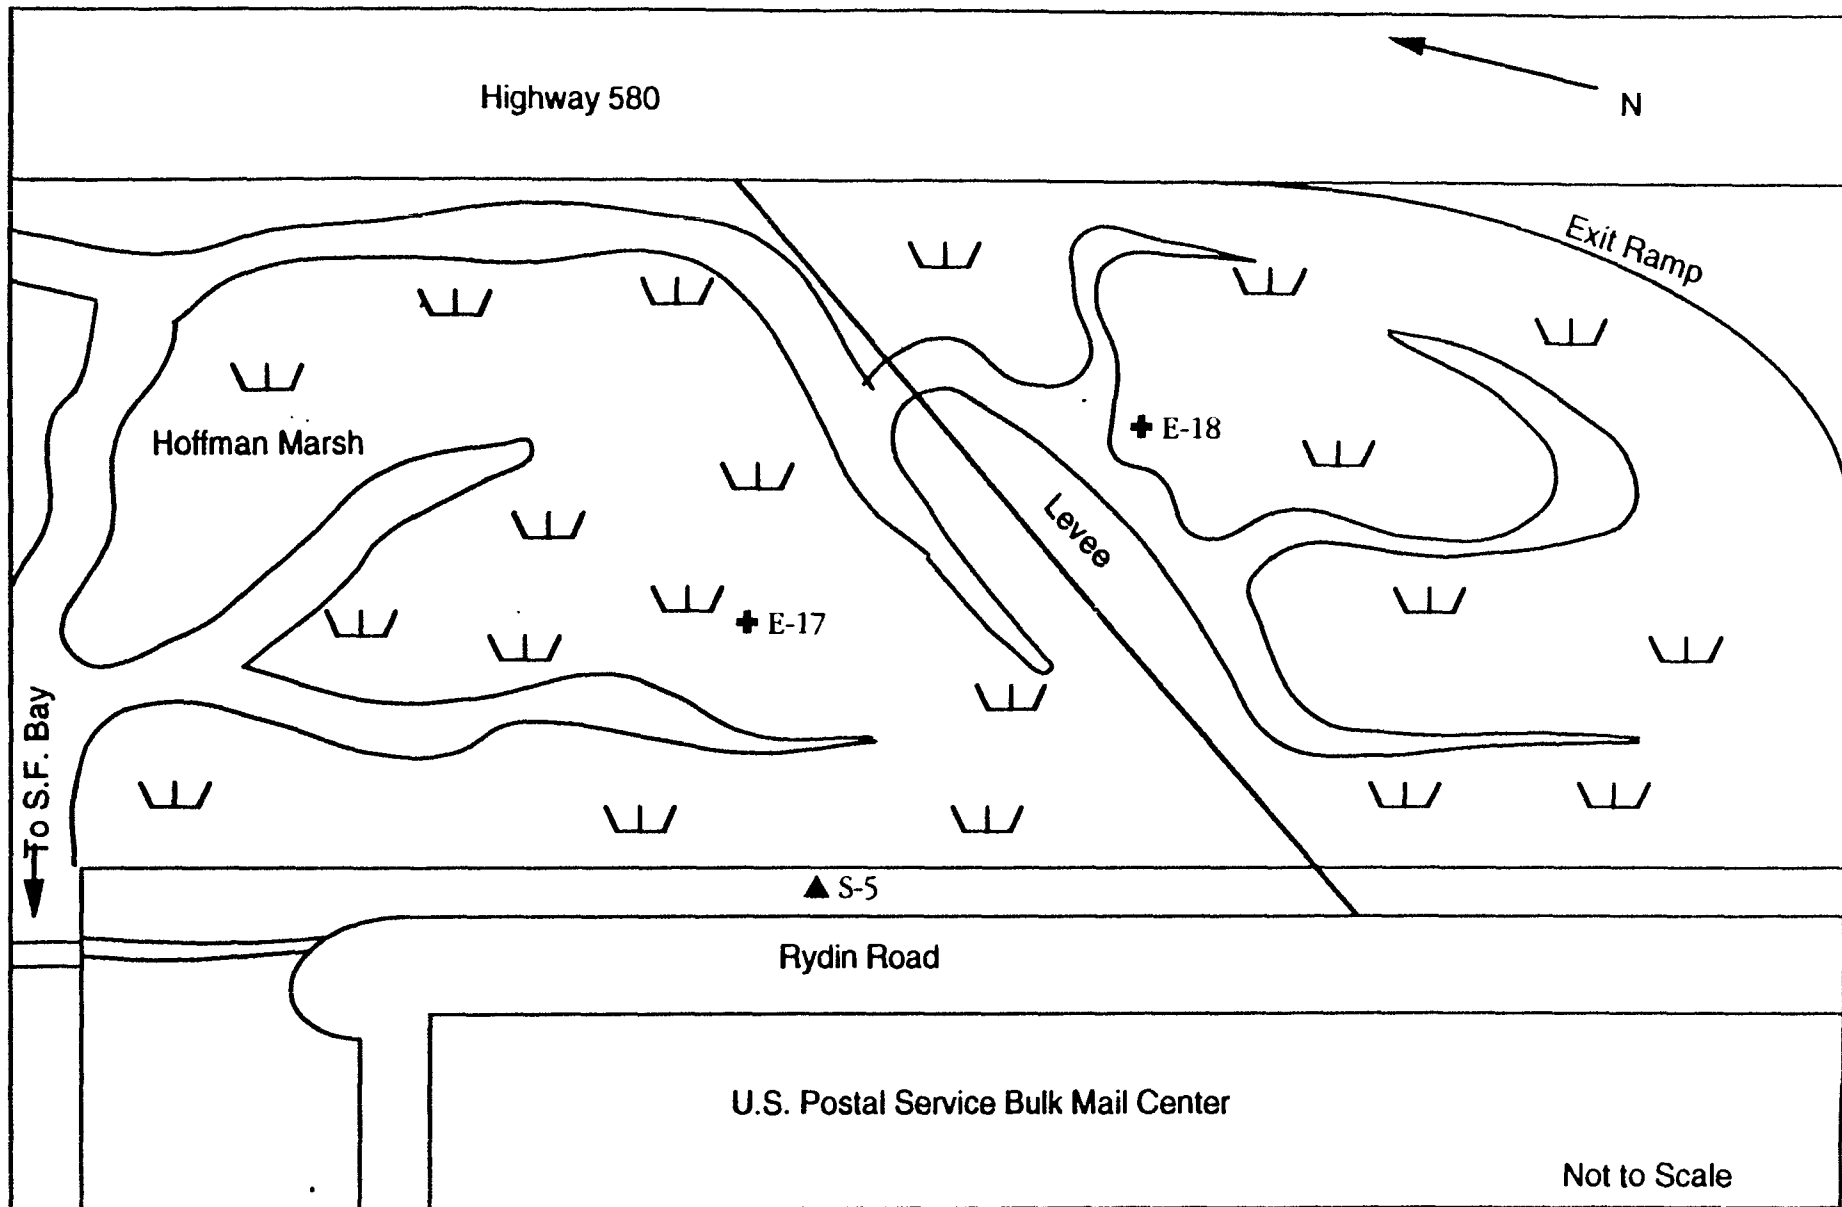 Highway 580
N
Exit Ramp
Hoffman Marsh
E-18
Levee
E-17
To S.F. Bay
S-5
Rydin Road
U.S. Postal Service Bulk Mail Center
Not to Scale